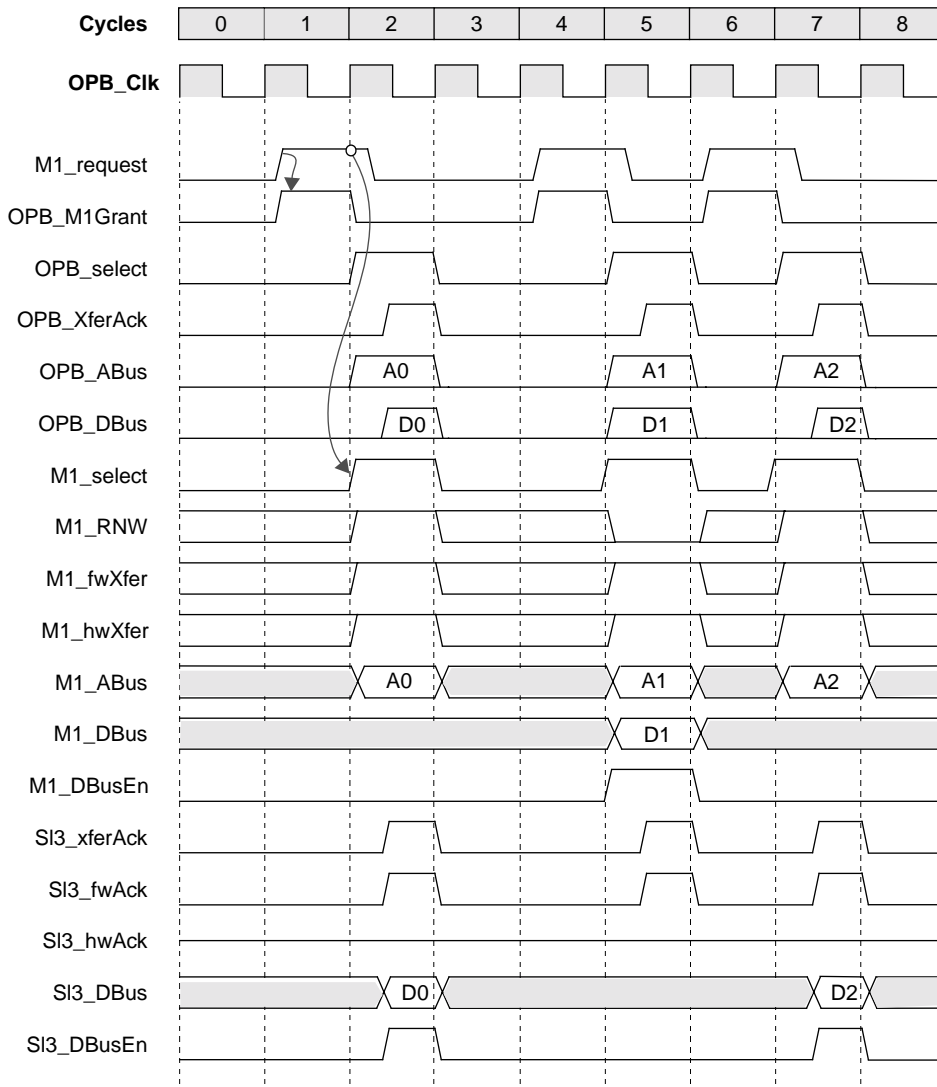 Cycles 0 1 2 3 4 5 6 7 8
OPB_Clk
M1_request
OPB_M1Grant
OPB_select
OPB_XferAck
OPB_ABus A0 A1 A2
OPB_DBus D0 D1 D2
M1_select
M1_RNW
M1_fwXfer
M1_hwXfer
M1_ABus A0 A1 A2
M1_DBus D1
M1_DBusEn
Sl3_xferAck
Sl3_fwAck
Sl3_hwAck
Sl3_DBus D0 D2
Sl3_DBusEn